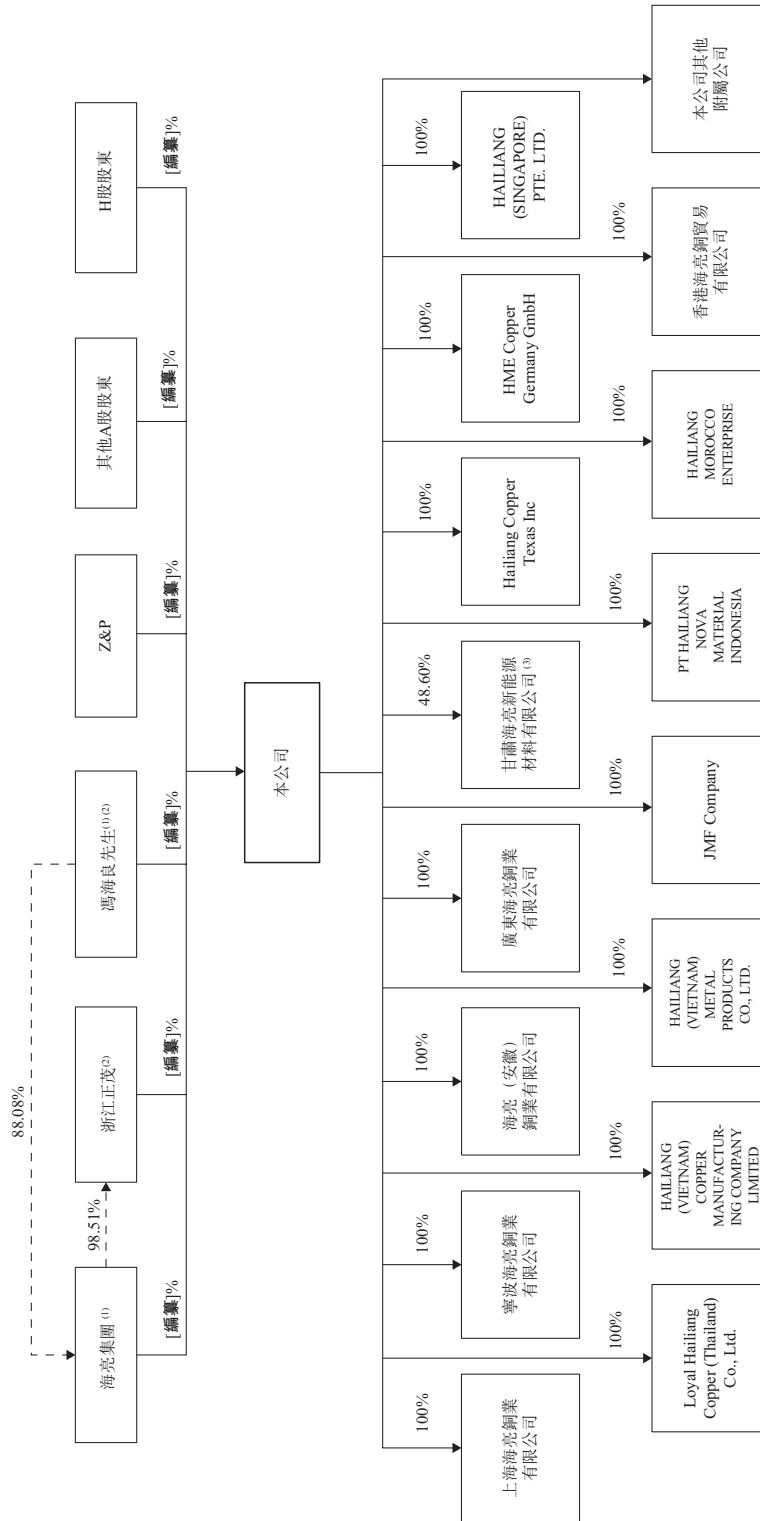 88.08%
海亮集團 (1)
98.51%
浙江正茂(2)
馮海良先生(1) (2)
Z&P
其他A股股東
H股股東
[編纂]%
[編纂]%
[編纂]%
[編纂]%
[編纂]%
[編纂]%
本公司
100%
100%
100%
100%
48.60%
100%
100%
100%
上海海亮銅業
有限公司
寧波海亮銅業
有限公司
海亮（安徽）
銅業有限公司
廣東海亮銅業
有限公司
甘肅海亮新能源
材料有限公司 (3)
Hailiang Copper
Texas Inc
HME Copper
Germany GmbH
HAILIANG
(SINGAPORE)
PTE. LTD.
100%
100%
100%
100%
100%
100%
100%
Loyal Hailiang
Copper (Thailand)
Co., Ltd.
HAILIANG
(VIETNAM)
COPPER
MANUFACTUR-
ING COMPANY
LIMITED
HAILIANG
(VIETNAM)
METAL
PRODUCTS
CO., LTD.
JMF Company
PT HAILIANG
NOVA
MATERIAL
INDONESIA
HAILIANG
MOROCCO
ENTERPRISE
香港海亮銅貿易
有限公司
本公司其他
附屬公司